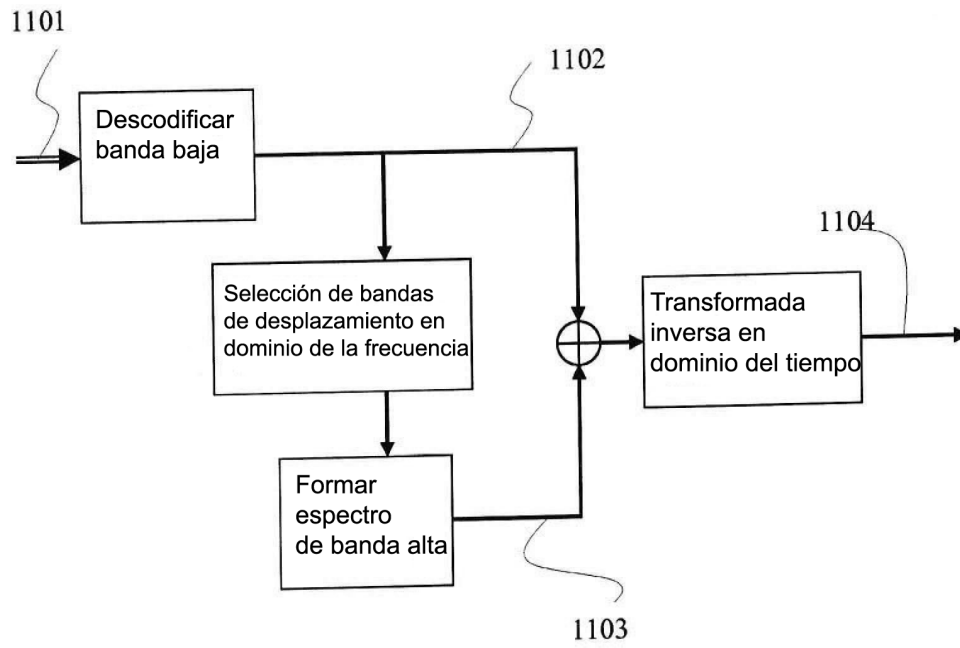 1101
1102
Descodificar
banda baja
1104
Selección de bandas
de desplazamiento en
dominio de la frecuencia
Transformada
inversa en
dominio del tiempo
Formar
espectro
de banda alta
1103